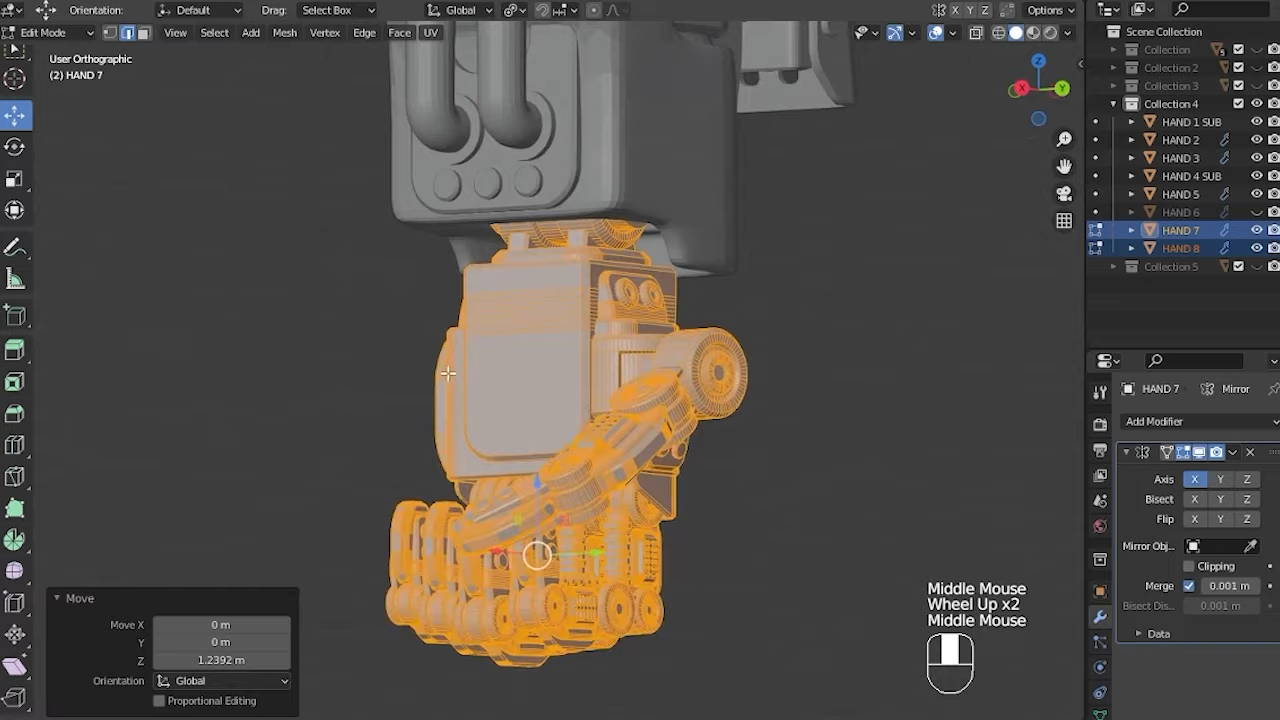 Orientation: Default Drag: Select Box Global X Y Z Options
Edit Mode View Select Add Mesh Vertex Edge Face UV
User Orthographic
(2) HAND 7
Z
X
Y
Scene Collection
Collection 5
Collection 2
Collection 3
Collection 4
HAND 1 SUB
HAND 2
HAND 3
HAND 4 SUB
HAND 5
HAND 6
HAND 7
HAND 8
Collection 5
HAND 7 Mirror
Add Modifier
Axis X Y Z
Bisect X Y Z
Flip X Y Z
Mirror Obj..
Clipping
Merge 0.001 m
Bisect Dis... 0.001 m
Data
Move
Move X 0 m
Y 0 m
Z 1.2392 m
Orientation Global
Proportional Editing
Middle Mouse
Wheel Up x2
Middle Mouse